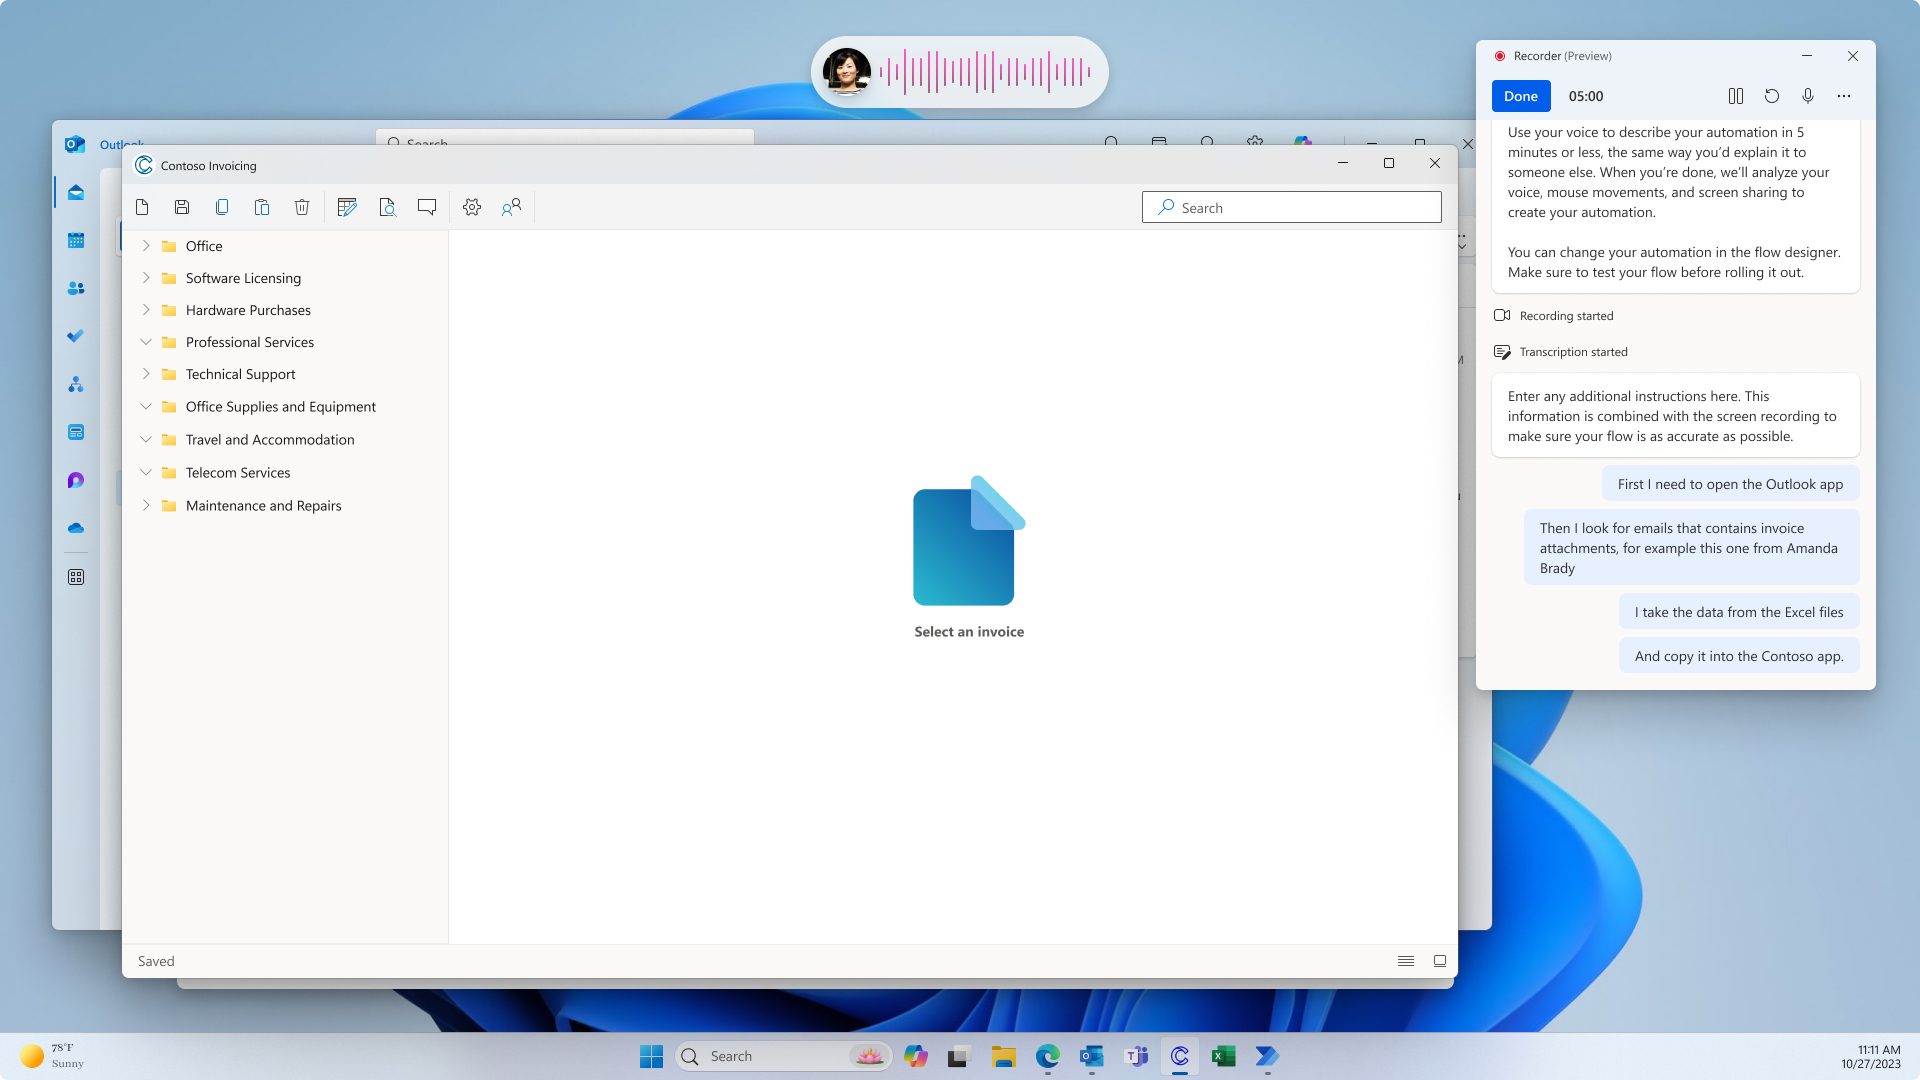 Recorder (Preview)
Done
05:00
Use your voice to describe your automation in 5
minutes or less, the same way you'd explain it to
someone else. When you're done, we'll analyze your
voice, mouse movements, and screen sharing to
create your automation.
You can change your automation in the flow designer.
Make sure to test your flow before rolling it out.
Recording started
Transcription started
Enter any additional instructions here. This
information is combined with the screen recording to
make sure your flow is as accurate as possible.
First I need to open the Outlook app
Then I look for emails that contains invoice
attachments, for example this one from Amanda
Brady
I take the data from the Excel files
And copy it into the Contoso app.
Outlook
Search
Contoso Invoicing
Search
Office
Software Licensing
Hardware Purchases
Professional Services
Technical Support
Office Supplies and Equipment
Travel and Accommodation
Telecom Services
Maintenance and Repairs
Select an invoice
Saved
78°F
Sunny
Search
11:11 AM
10/27/2023